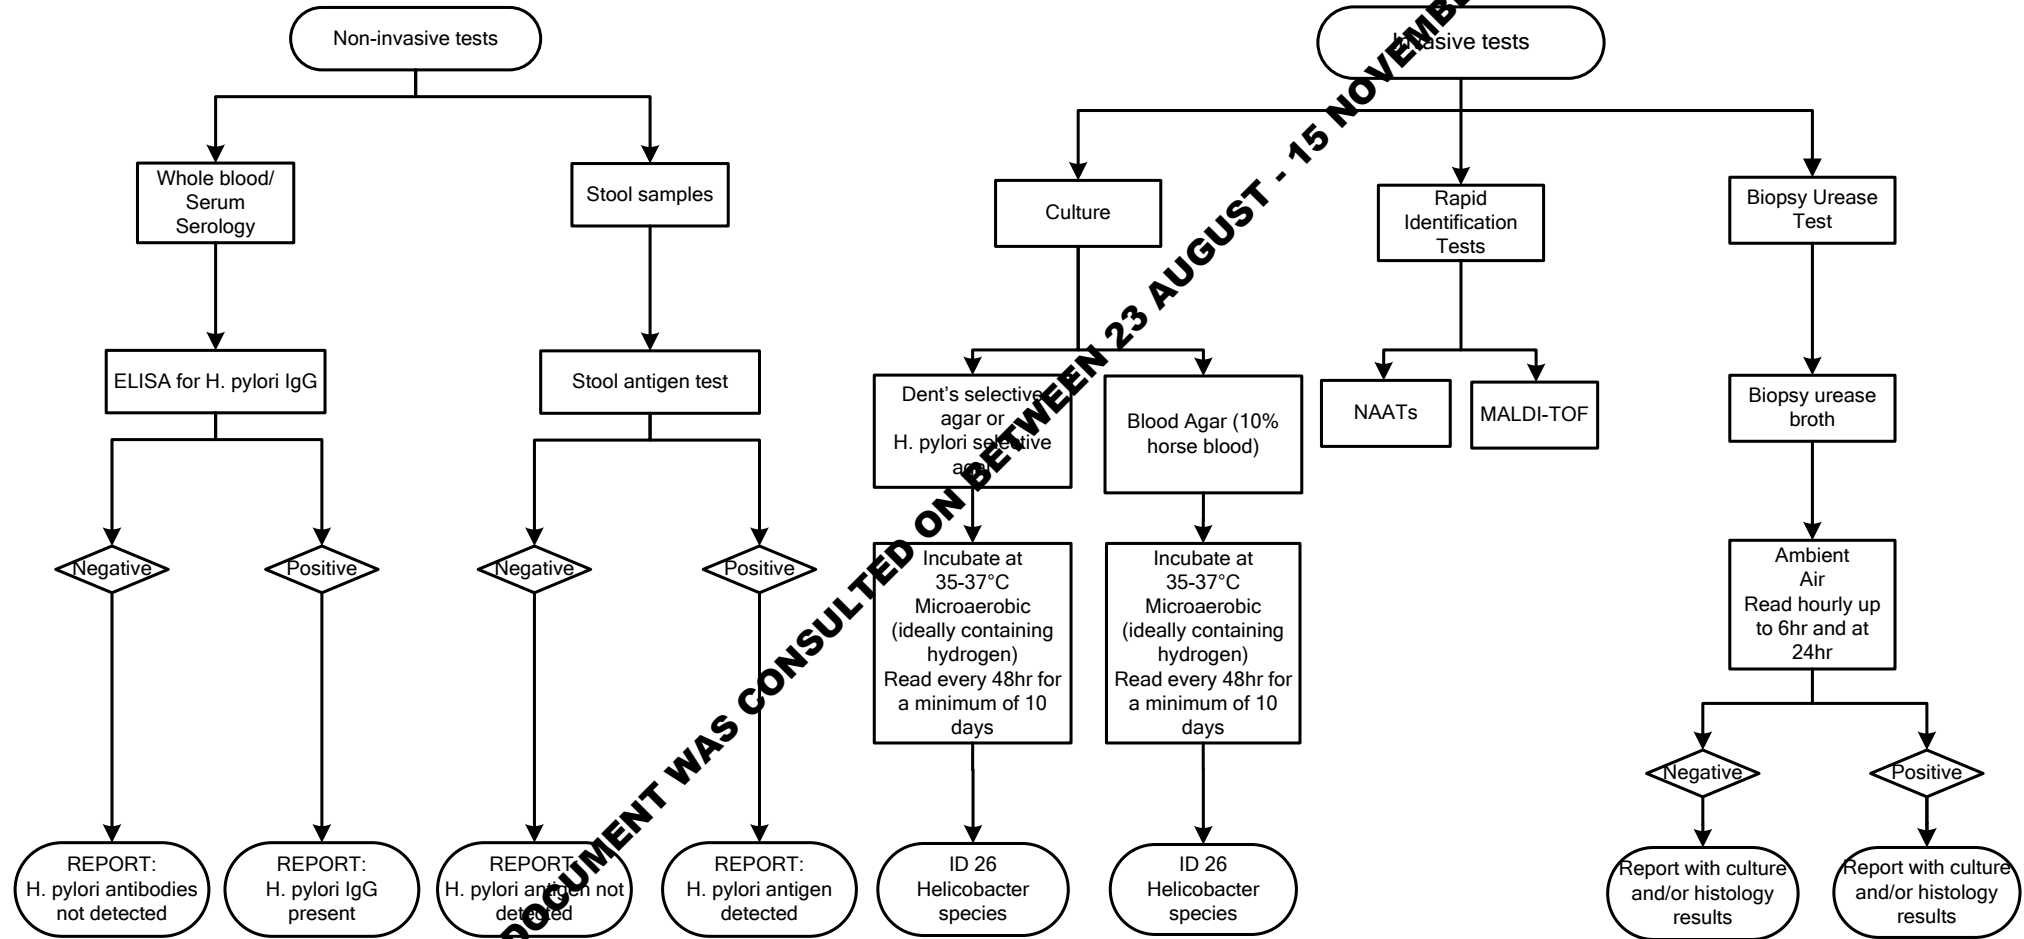 Non-invasive tests
Whole blood/
Serum
Serology
Stool samples
ELISA for H. pylori IgG
Stool antigen test
Negative
Positive
Negative
Positive
REPORT:
H. pylori antibodies
not detected
REPORT:
H. pylori IgG
present
REPORT:
H. pylori antigen not
detected
REPORT:
H. pylori antigen
detected
Invasive tests
Culture
Rapid
Identification
Tests
Biopsy Urease
Test
Dent's selective
agar or
H. pylori selective
agar
Blood Agar (10%
horse blood)
NAATs
MALDI-TOF
Biopsy urease
broth
Incubate at
35-37°C
Microaerobic
(ideally containing
hydrogen)
Read every 48hr for
a minimum of 10
days
Incubate at
35-37°C
Microaerobic
(ideally containing
hydrogen)
Read every 48hr for
a minimum of 10
days
Ambient
Air
Read hourly up
to 6hr and at
24hr
Negative
Positive
ID 26
Helicobacter
species
ID 26
Helicobacter
species
Report with culture
and/or histology
results
Report with culture
and/or histology
results
DOCUMENT WAS CONSULTED ON BETWEEN 23 AUGUST - 15